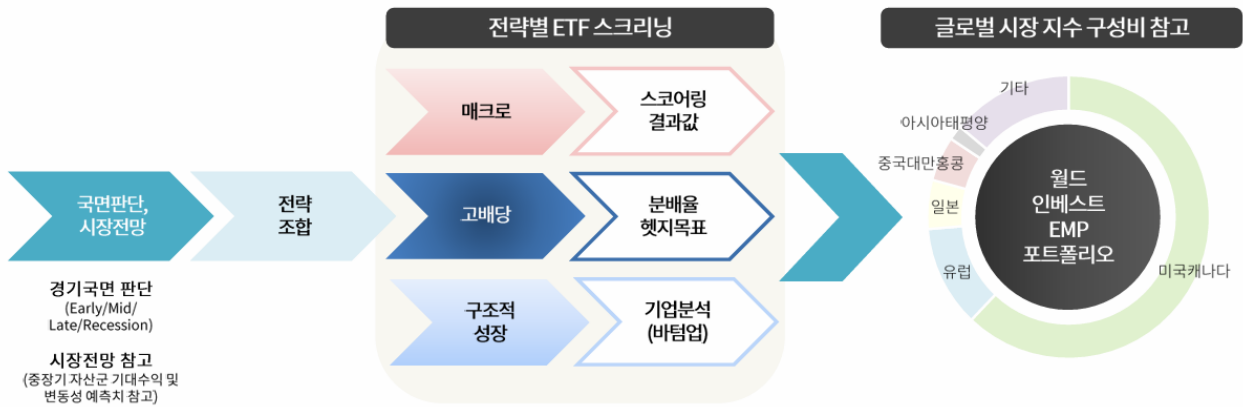 전략별 ETF 스크리닝
글로벌 시장 지수 구성비 참고
국면판단,
시장전망
경기국면 판단
(Early/Mid/
Late/Recession)
시장전망 참고
(중장기 자산군 기대수익 및
변동성 예측치 참고)
전략
조합
매크로
스코어링
결과값
고배당
분배율
헷지목표
구조적
성장
기업분석
(바텀업)
기타
아시아태평양
중국대만홍콩
일본
유럽
미국캐나다
월드
인베스트
EMP
포트폴리오